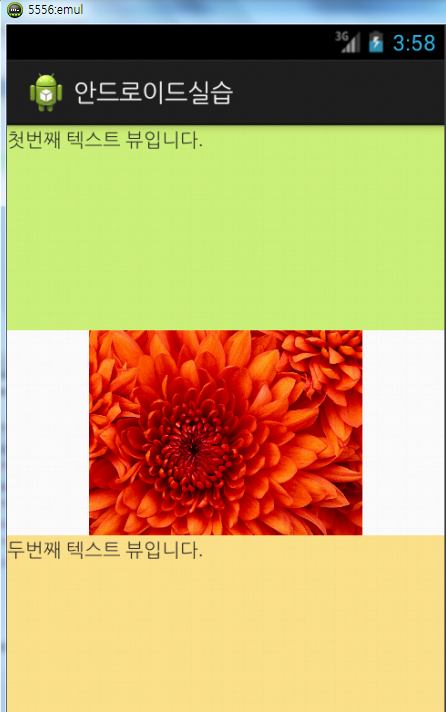 5556:emul
3G 3:58
안드로이드실습
첫번째 텍스트 뷰입니다.
두번째 텍스트 뷰입니다.